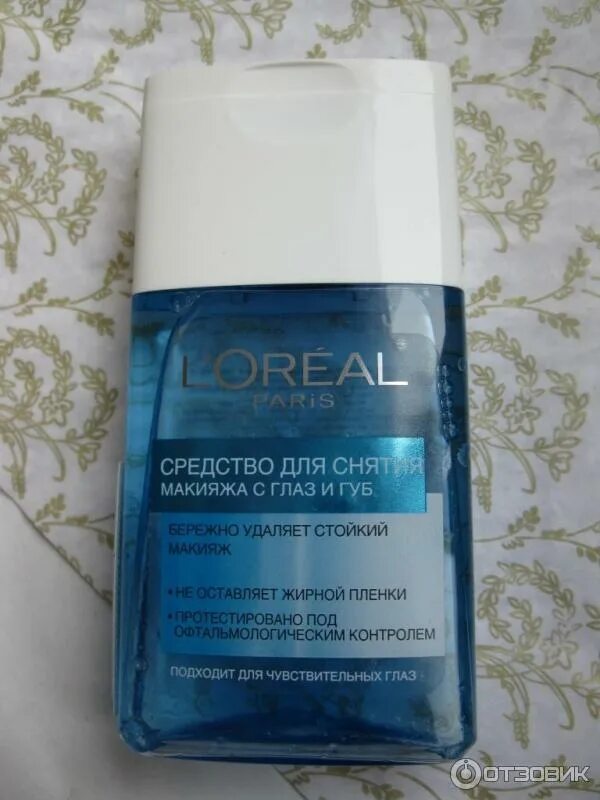 L'ORÉAL
PARiS
СРЕДСТВО ДЛЯ СНЯТИЯ
МАКИЯЖА С ГЛАЗ И ГУБ
БЕРЕЖНО УДАЛЯЕТ СТОЙКИЙ
МАКИЯЖ
• НЕ ОСТАВЛЯЕТ ЖИРНОЙ ПЛЕНКИ
• ПРОТЕСТИРОВАНО ПОД
ОФТАЛЬМОЛОГИЧЕСКИМ КОНТРОЛЕМ
ПОДХОДИТ ДЛЯ ЧУВСТВИТЕЛЬНЫХ ГЛАЗ
ОТЗОВИК